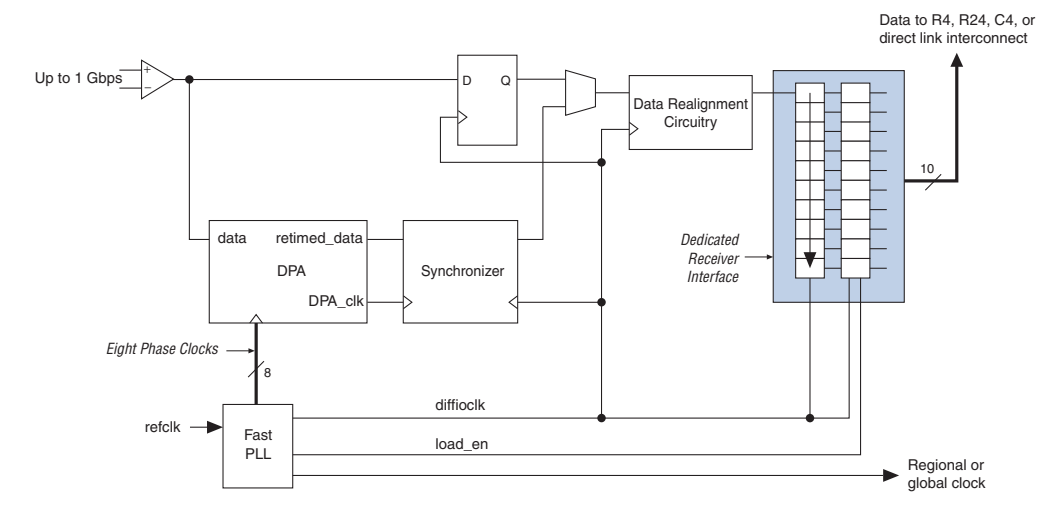 Data to R4, R24, C4, or
direct link interconnect
Up to 1 Gbps
+
−
D Q
Data Realignment
Circuitry
10
data retimed_data
DPA
DPA_clk
Synchronizer
Dedicated
Receiver
Interface
Eight Phase Clocks
8
refclk
Fast
PLL
diffioclk
load_en
Regional or
global clock